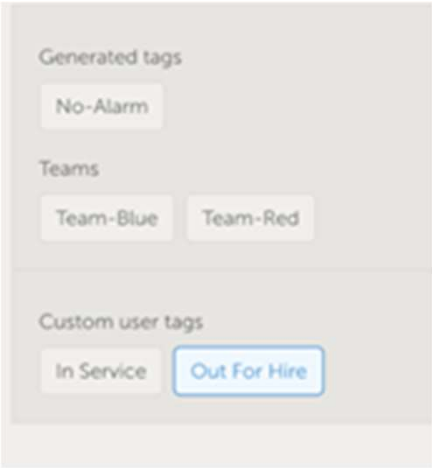 Generated tags
No-Alarm
Teams
Team-Blue Team-Red
Custom user tags
In Service Out For Hire